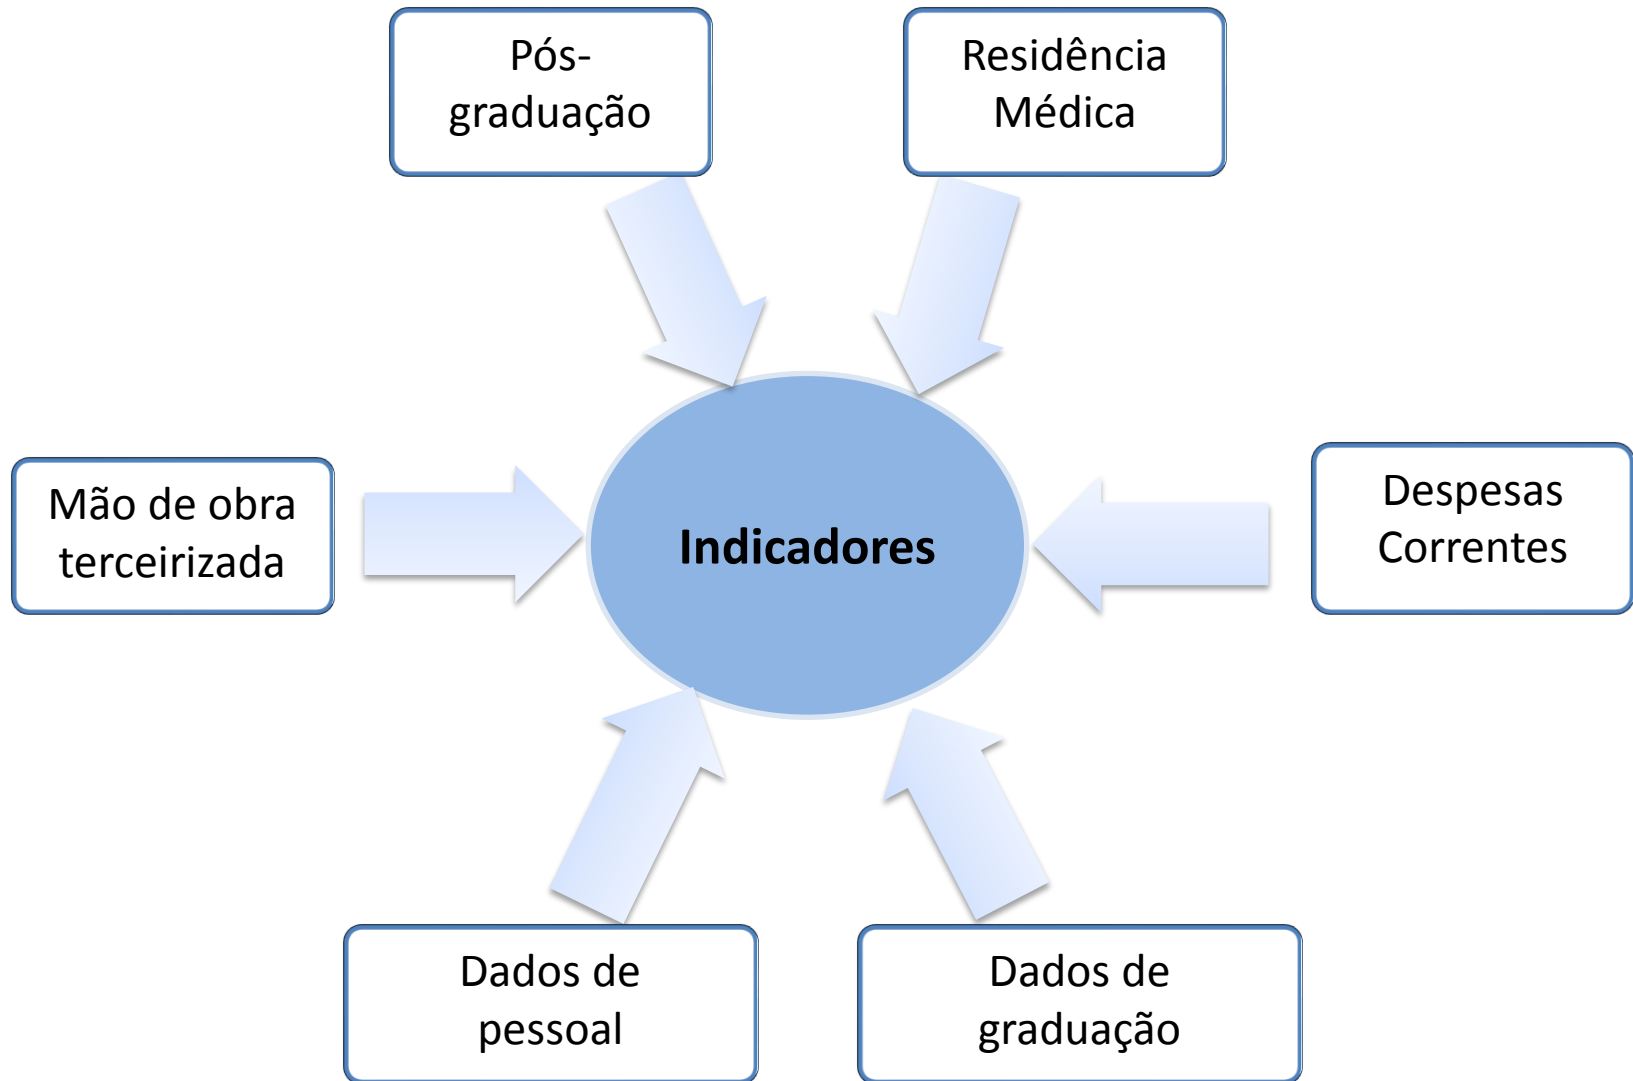 Pós-
graduação
Residência
Médica
Mão de obra
terceirizada
Indicadores
Despesas
Correntes
Dados de
pessoal
Dados de
graduação